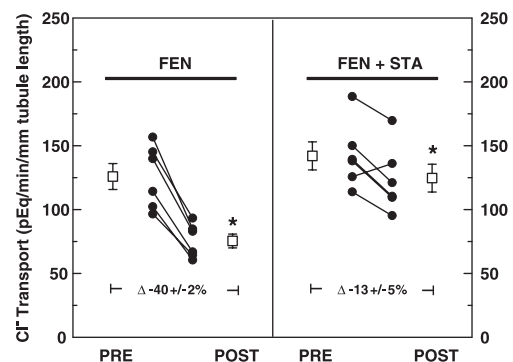 250
200
150
100
50
0
Cl⁻ Transport (pEq/min/mm tubule length)
FEN
*
Δ -40+/-2%
PRE POST
FEN + STA
*
Δ -13+/-5%
PRE POST
250
200
150
100
50
0